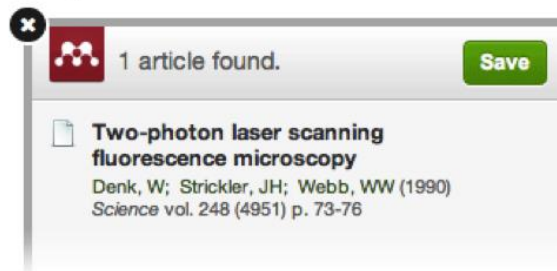 1 article found.
Save
Two-photon laser scanning
fluorescence microscopy
Denk, W; Strickler, JH; Webb, WW (1990)
Science vol. 248 (4951) p. 73-76